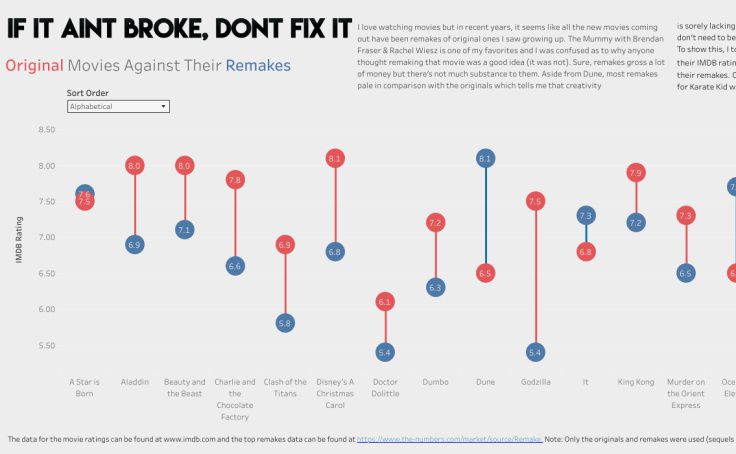 IF IT AINT BROKE, DONT FIX IT
Original Movies Against Their Remakes
I love watching movies but in recent years, it seems like all the new movies coming
out have been remakes of original ones I saw growing up. The Mummy with Brendan
Fraser & Rachel Wiesz is one of my favorites and I was confused as to why anyone
thought remaking that movie was a good idea (it was not). Sure, remakes gross a lot
of money but there's not much substance to them. Aside from Dune, most remakes
pale in comparison with the originals which tells me that creativity
is sorely lacking
don't need to be
To show this, I to
their IMDB ratin
their remakes. O
for Karate Kid w
Sort Order
Alphabetical
IMDB Rating
8.50
8.00
7.50
7.00
6.50
6.00
5.50
7.6
7.5
8.0
6.9
8.0
7.1
7.8
6.6
6.9
5.8
8.1
6.8
6.1
5.4
7.2
6.3
8.1
6.5
7.5
5.4
7.3
6.8
7.9
7.2
7.3
6.5
7.
6.
A Star is
Born
Aladdin
Beauty and
the Beast
Charlie and
the
Chocolate
Factory
Clash of the
Titans
Disney's A
Christmas
Carol
Doctor
Dolittle
Dumbo
Dune
Godzilla
It
King Kong
Murder on
the Orient
Express
Oce
Ele
The data for the movie ratings can be found at www.imdb.com and the top remakes data can be found at https://www.the-numbers.com/market/source/Remake. Note: Only the originals and remakes were used (sequels